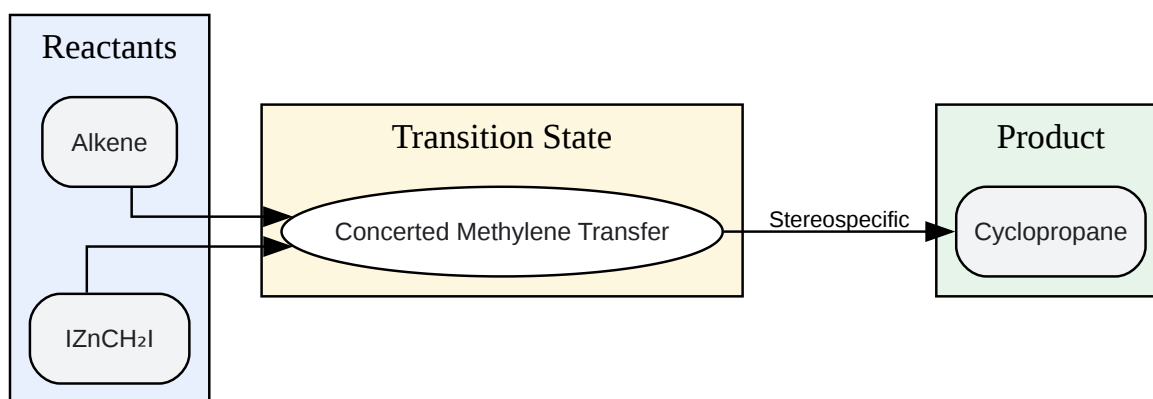 Reactants
Alkene
IZnCH₂I
Transition State
Concerted Methylene Transfer
Stereospecific
Product
Cyclopropane